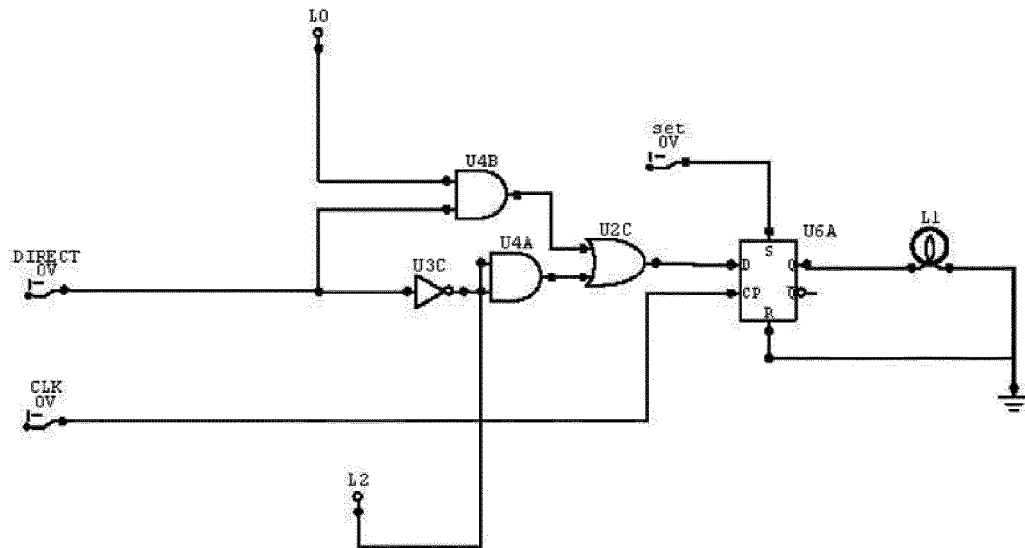 L0
set
0V
U4B
L1
U2C
U6A
U4A
S
DIRECT
0V
U3C
D
Q
CP
Q
R
CLK
0V
L2